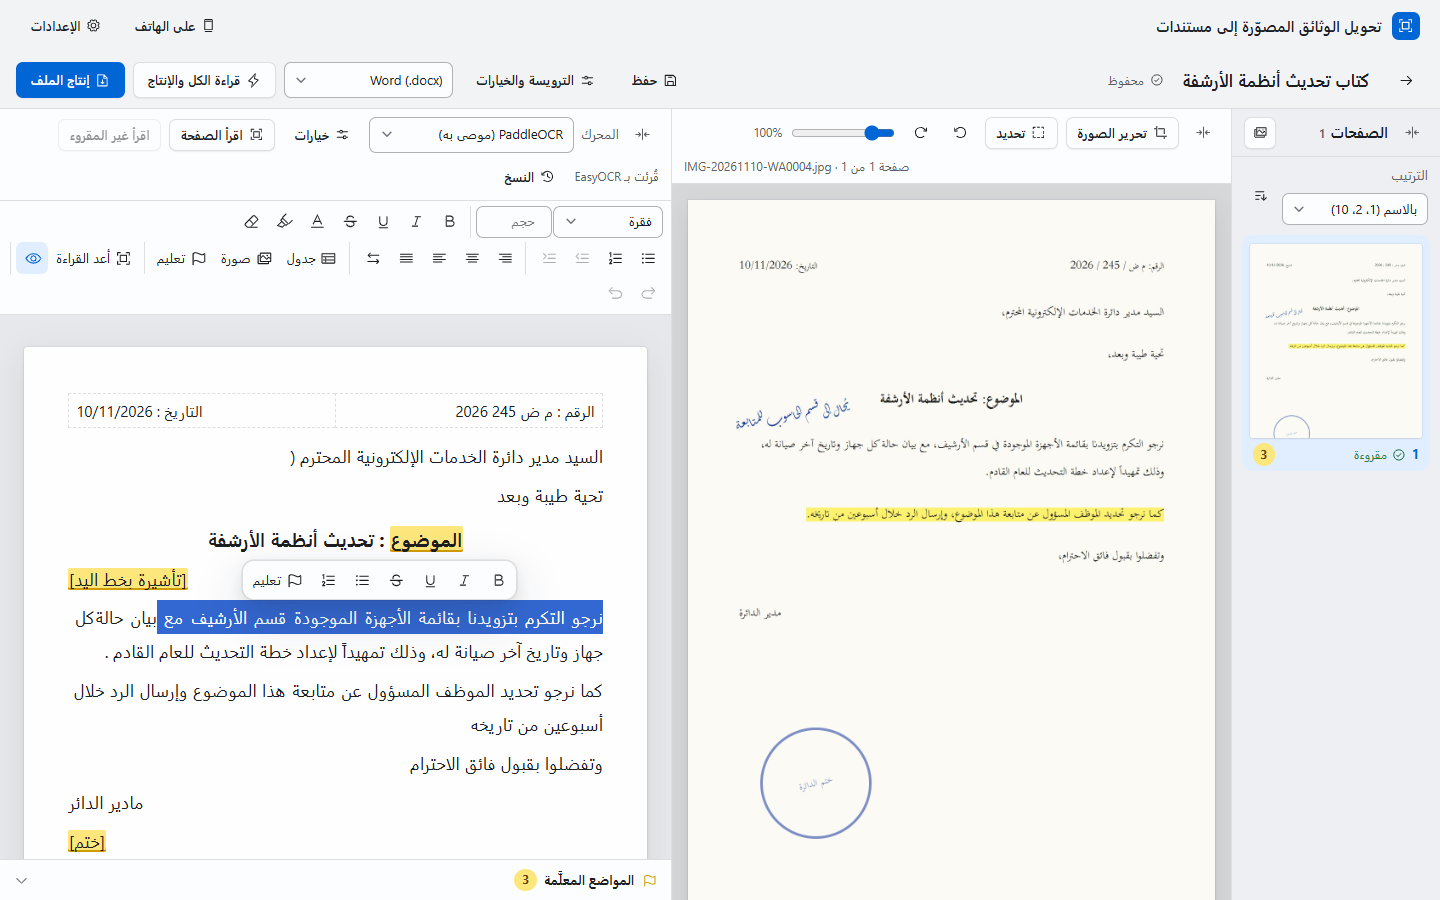 تحويل الوثائق المصوّرة إلى مستندات
على الهاتف
الإعدادات
كتاب تحديث أنظمة الأرشفة
محفوظ
حفظ
الترويسة والخيارات
Word (.docx)
قراءة الكل والإنتاج
إنتاج الملف
الصفحات 1
الترتيب
بالاسم (1، 2، 10)
1
مقروءة
3
تحرير الصورة
تحديد
100%
صفحة 1 من 1 · IMG-20261110-WA0004.jpg
الرقم: م ض / 245 / 2026
التاريخ: 10/11/2026
السيد مدير دائرة الخدمات الإلكترونية المحترم،
تحية طيبة وبعد،
الموضوع: تحديث أنظمة الأرشفة
يُحال الى قسم الحاسوب للمتابعة
نرجو التكرم بتزويدنا بقائمة الأجهزة الموجودة في قسم الأرشيف، مع بيان حالة كل جهاز وتاريخ آخر صيانة له،
وذلك تمهيداً لإعداد خطة التحديث للعام القادم.
كما نرجو تحديد الموظف المسؤول عن متابعة هذا الموضوع، وإرسال الرد خلال أسبوعين من تاريخه.
وتفضلوا بقبول فائق الاحترام،
مدير الدائرة
ختم الدائرة
المحرك
PaddleOCR (موصى به)
خيارات
اقرأ الصفحة
اقرأ غير المقروء
قُرئت بـ EasyOCR
النسخ
فقرة
حجم
B I U S A
جدول
صورة
تعليم
أعد القراءة
الرقم : م ض 245 2026
التاريخ : 10/11/2026
السيد مدير دائرة الخدمات الإلكترونية المحترم (
تحية طيبة وبعد
الموضوع : تحديث أنظمة الأرشفة
[تأشيرة بخط اليد]
B I U S
تعليم
نرجو التكرم بتزويدنا بقائمة الأجهزة الموجودة قسم الأرشيف مع بيان حالةكل
جهاز وتاريخ آخر صيانة له، وذلك تمهيداً لإعداد خطة التحديث للعام القادم .
كما نرجو تحديد الموظف المسؤول عن متابعة هذا الموضوع وإرسال الرد خلال
أسبوعين من تاريخه
وتفضلوا بقبول فائق الاحترام
مادير الدائر
[ختم]
المواضع المعلَّمة
3